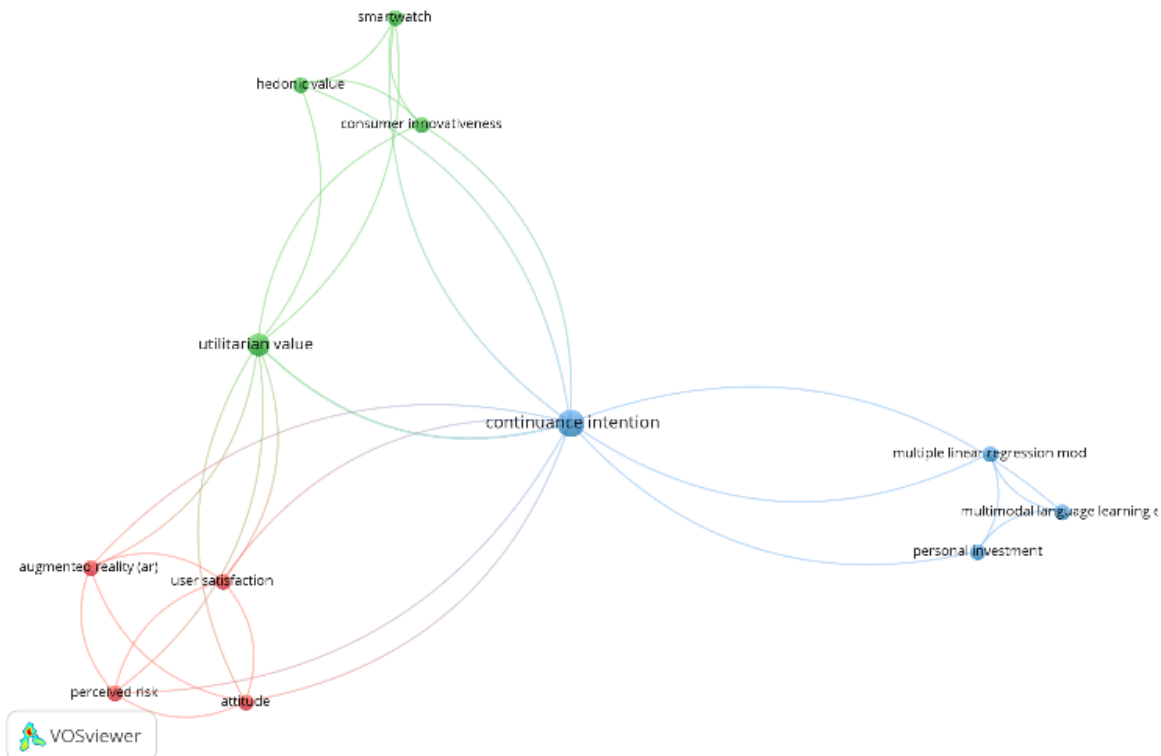 smartwatch
hedonic value
consumer innovativeness
utilitarian value
continuance intention
multiple linear regression mod
multimodal language learning e
personal investment
augmented reality (ar)
user satisfaction
perceived risk
attitude
VOSviewer